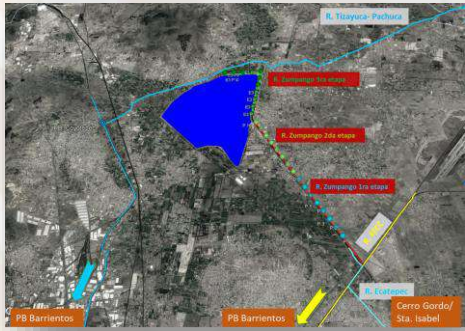 R. Tizayuca- Pachuca
R. Zumpango 3ra etapa
R. Zumpango 2da etapa
R. Zumpango 1ra etapa
R. Ecatepec
PB Barrientos
PB Barrientos
Cerro Gordo/
Sta. Isabel